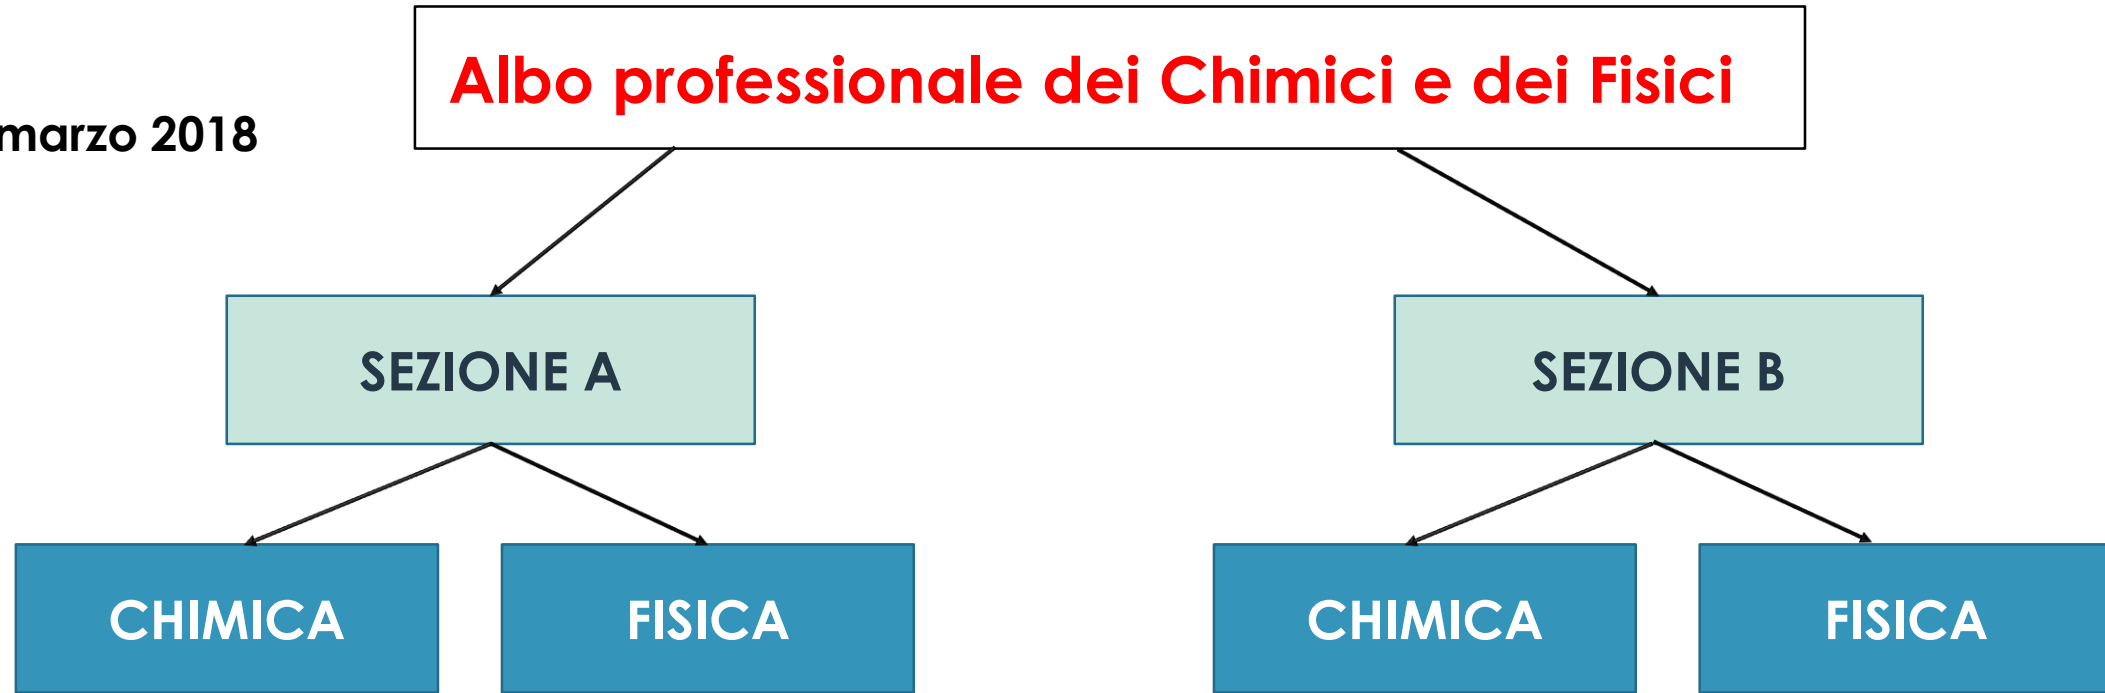 Albo professionale dei Chimici e dei Fisici
marzo 2018
SEZIONE A
SEZIONE B
CHIMICA
FISICA
CHIMICA
FISICA